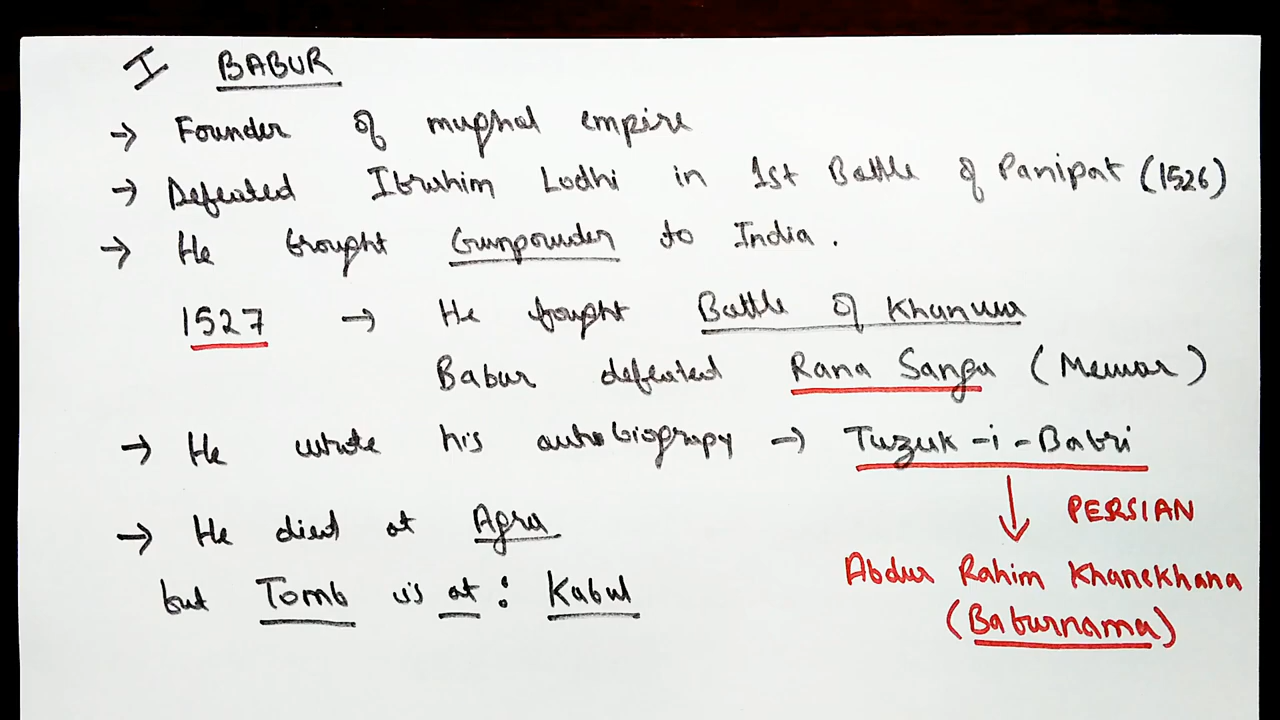 I BABUR
→ Founder of mughal empire
→ Defeated Ibrahim Lodhi in 1st Battle of Panipat (1526)
→ He brought Gunpowder to India.
1527 → He fought Battle of Khanwa
Babur defeated Rana Sanga (Mewar)
→ He wrote his autobiograpy → Tuzuk-i-Babri
PERSIAN
→ He died at Agra
Abdur Rahim Khanekhana
but Tomb is at : Kabul
(Baburnama)